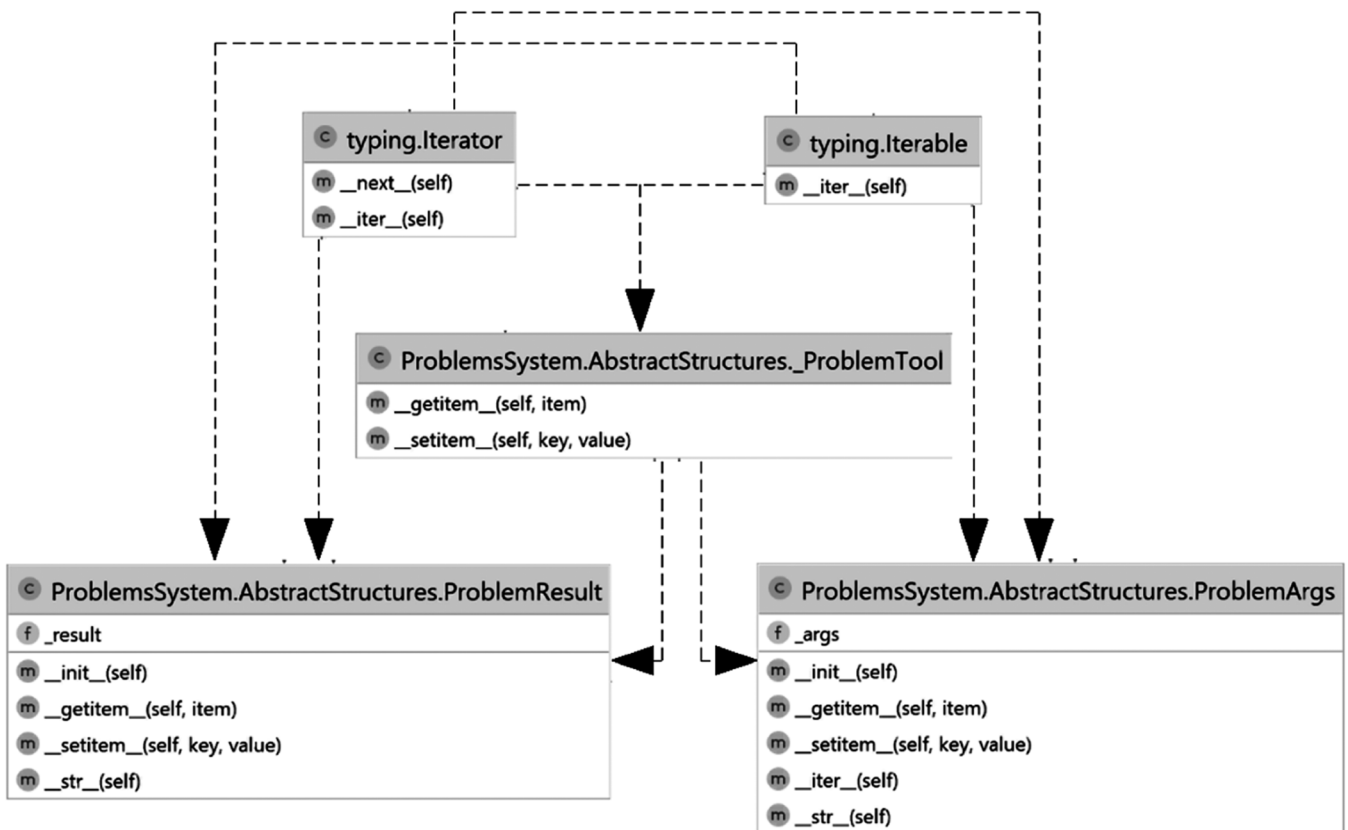 C typing.Iterator
m __next__(self)
m __iter__(self)
C typing.Iterable
m __iter__(self)
C ProblemsSystem.AbstractStructures._ProblemTool
m __getitem__(self, item)
m __setitem__(self, key, value)
C ProblemsSystem.AbstractStructures.ProblemResult
f _result
m __init__(self)
m __getitem__(self, item)
m __setitem__(self, key, value)
m __str__(self)
C ProblemsSystem.AbstractStructures.ProblemArgs
f _args
m __init__(self)
m __getitem__(self, item)
m __setitem__(self, key, value)
m __iter__(self)
m __str__(self)